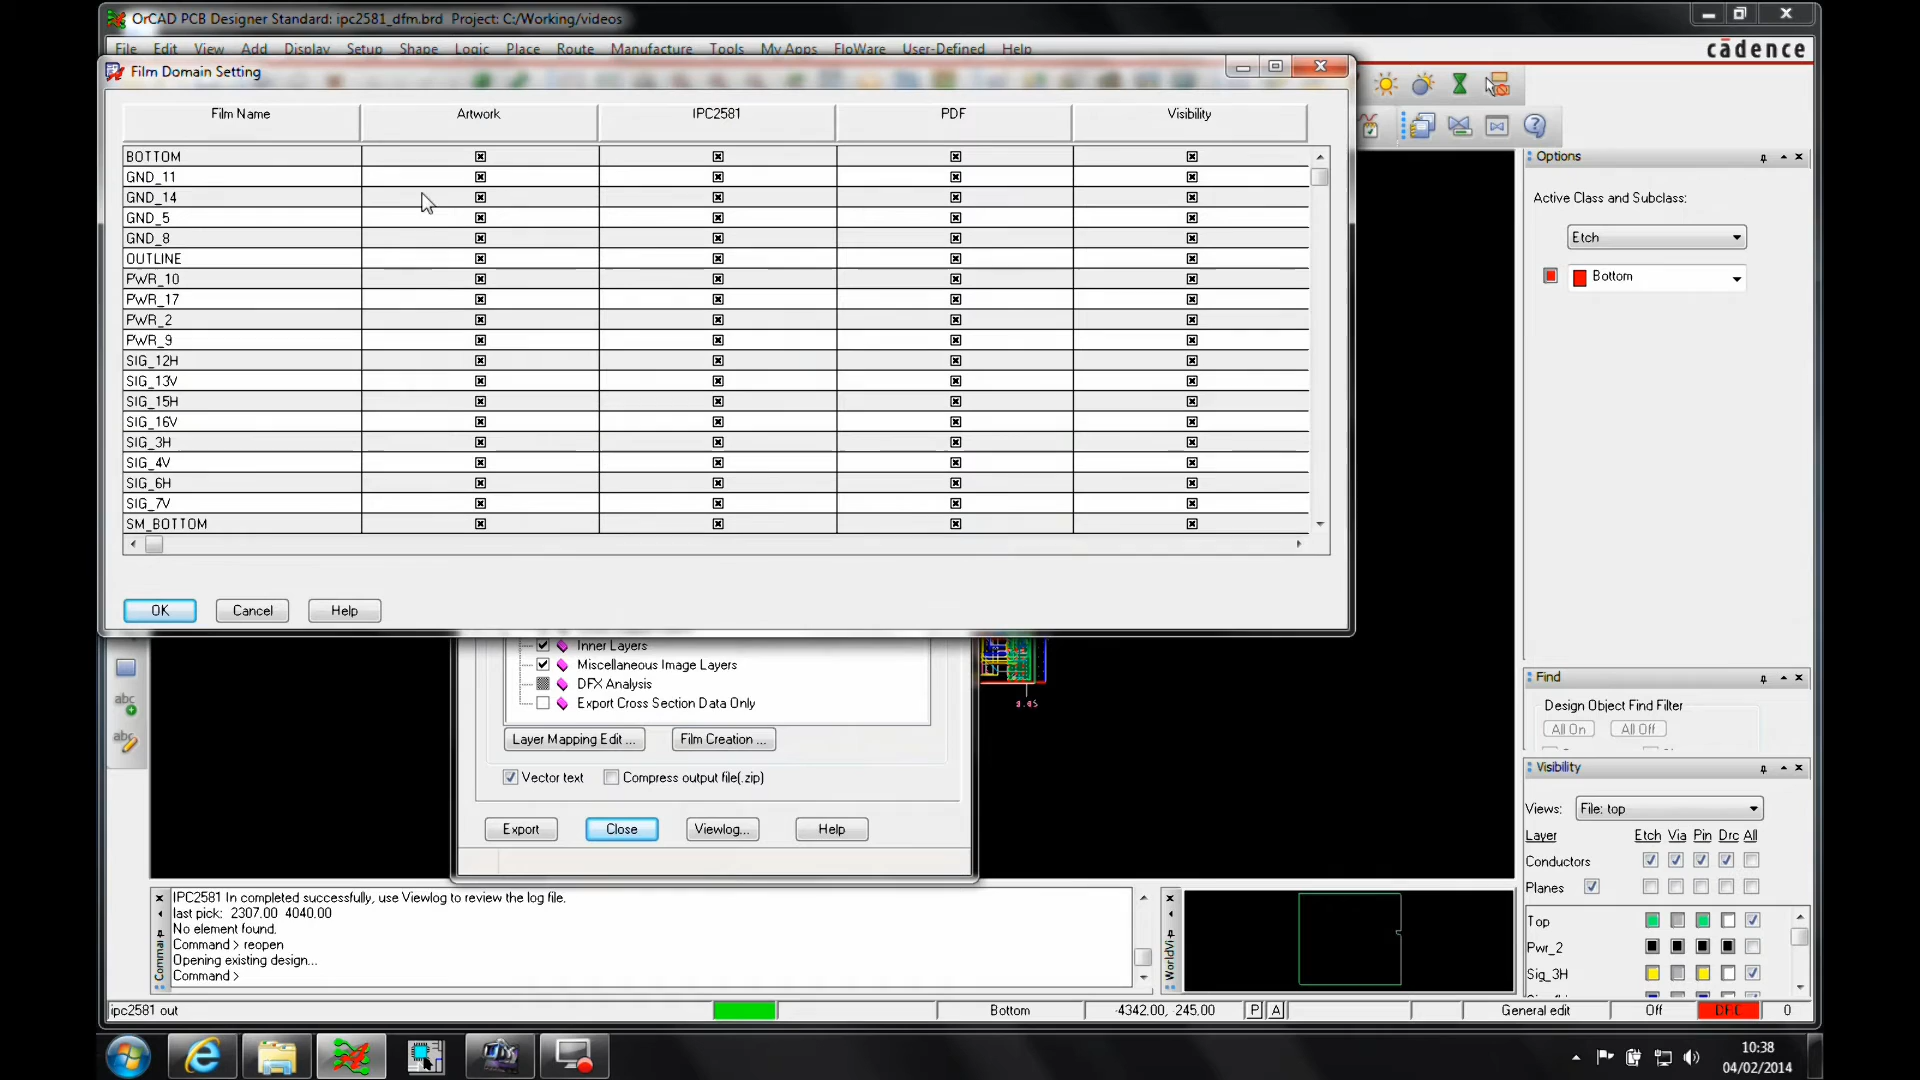 OrCAD PCB Designer Standard: ipc2581_dfm.brd  Project: C:/Working/videos
File Edit View Add Display Setup Shape Logic Place Route Manufacture Tools My Apps FloWare User-Defined Help
cādence
Film Domain Setting
Film Name Artwork IPC2581 PDF Visibility
BOTTOM
GND_11
GND_14
GND_5
GND_8
OUTLINE
PWR_10
PWR_17
PWR_2
PWR_9
SIG_12H
SIG_13V
SIG_15H
SIG_16V
SIG_3H
SIG_4V
SIG_6H
SIG_7V
SM_BOTTOM
OK Cancel Help
Options
Active Class and Subclass:
Etch
Bottom
Inner Layers
Miscellaneous Image Layers
DFX Analysis
Export Cross Section Data Only
Layer Mapping Edit ... Film Creation ...
Vector text Compress output file(.zip)
Export Close Viewlog... Help
Find
Design Object Find Filter
All On All Off
Visibility
Views: File: top
Layer Etch Via Pin Drc All
Conductors
Planes
Top
Pwr_2
Sig_3H
abc
abc
IPC2581 In completed successfully, use Viewlog to review the log file.
last pick:  2307.00  4040.00
No element found.
Command > reopen
Opening existing design...
Command >
Comman
WorldVi
ipc2581 out Bottom -4342.00, -245.00 P A General edit Off 0
10:38
04/02/2014